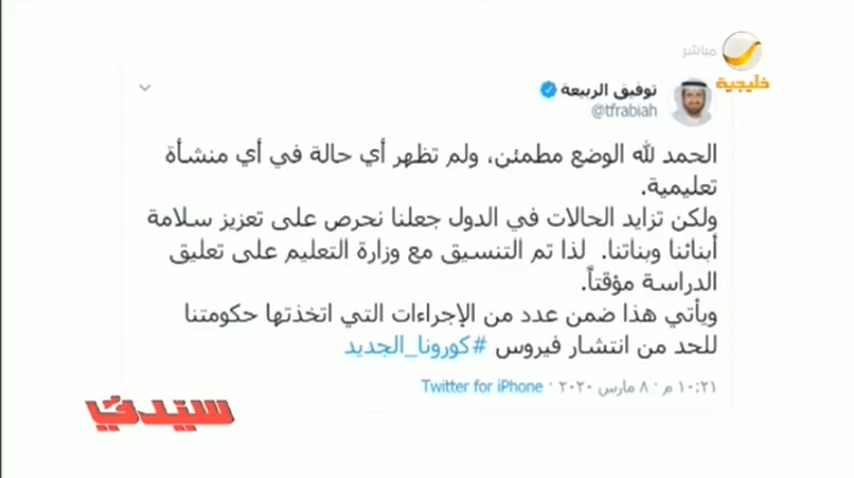 مباشر
خليجية
توفيق الربيعة
@tfrabiah
الحمد لله الوضع مطمئن، ولم تظهر أي حالة في أي منشأة
تعليمية.
ولكن تزايد الحالات في الدول جعلنا نحرص على تعزيز سلامة
أبنائنا وبناتنا. لذا تم التنسيق مع وزارة التعليم على تعليق
الدراسة مؤقتاً.
ويأتي هذا ضمن عدد من الإجراءات التي اتخذتها حكومتنا
للحد من انتشار فيروس #كورونا_الجديد
١٠:٢١ م · ٨ مارس ٢٠٢٠ · Twitter for iPhone
سيدتي